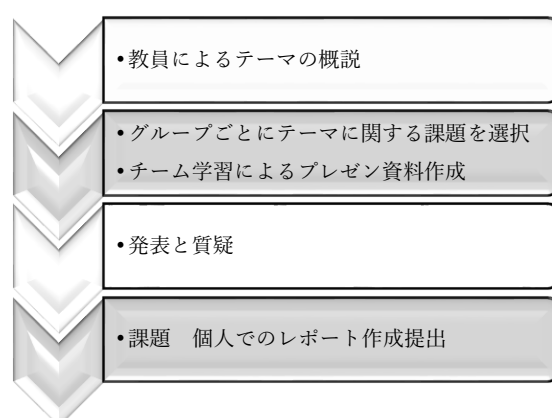 •教員によるテーマの概説
•グループごとにテーマに関する課題を選択
•チーム学習によるプレゼン資料作成
•発表と質疑
•課題　個人でのレポート作成提出